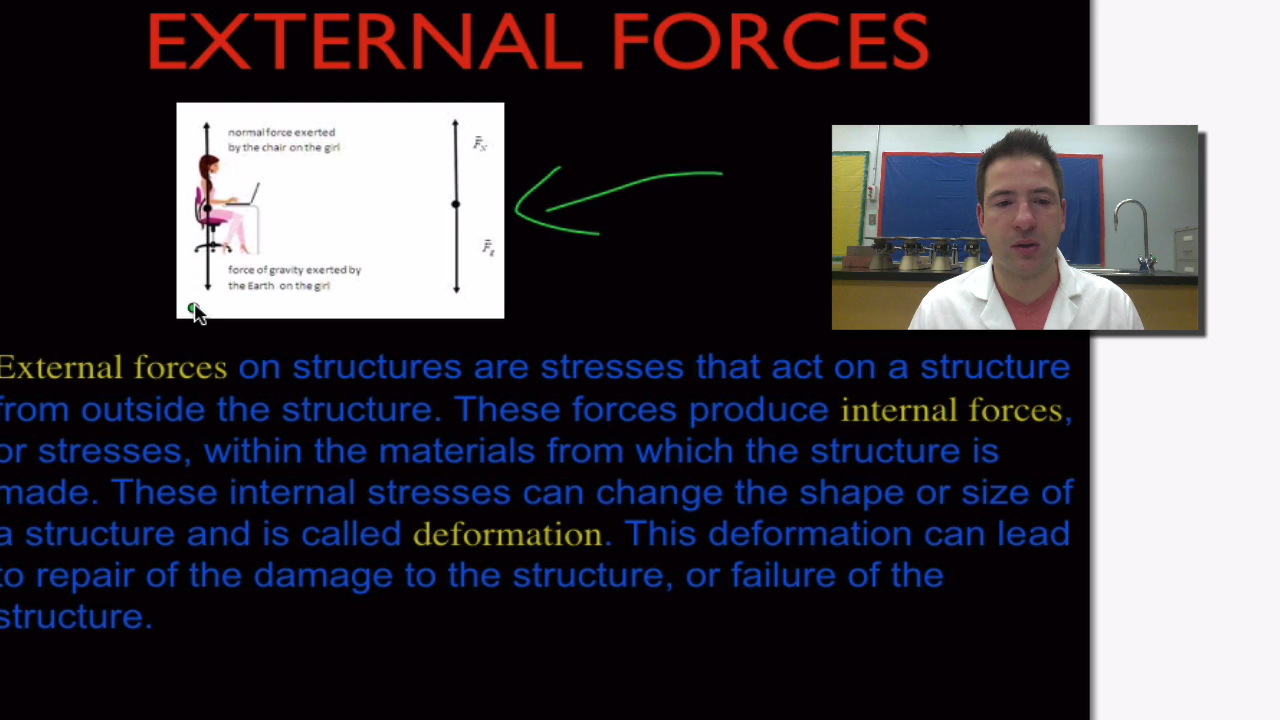 EXTERNAL FORCES
normal force exerted
by the chair on the girl
F_N
F_g
force of gravity exerted by
the Earth on the girl
External forces on structures are stresses that act on a structure
from outside the structure. These forces produce internal forces,
or stresses, within the materials from which the structure is
made. These internal stresses can change the shape or size of
a structure and is called deformation. This deformation can lead
to repair of the damage to the structure, or failure of the
structure.